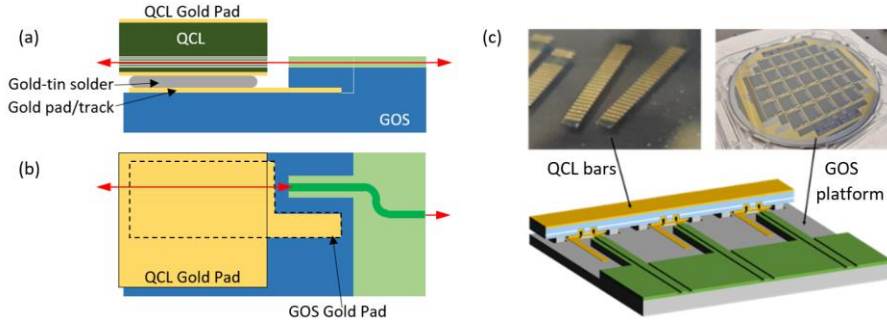 QCL Gold Pad
(a)
QCL
Gold-tin solder
Gold pad/track
GOS
(b)
QCL Gold Pad
GOS Gold Pad
(c)
QCL bars
GOS
platform